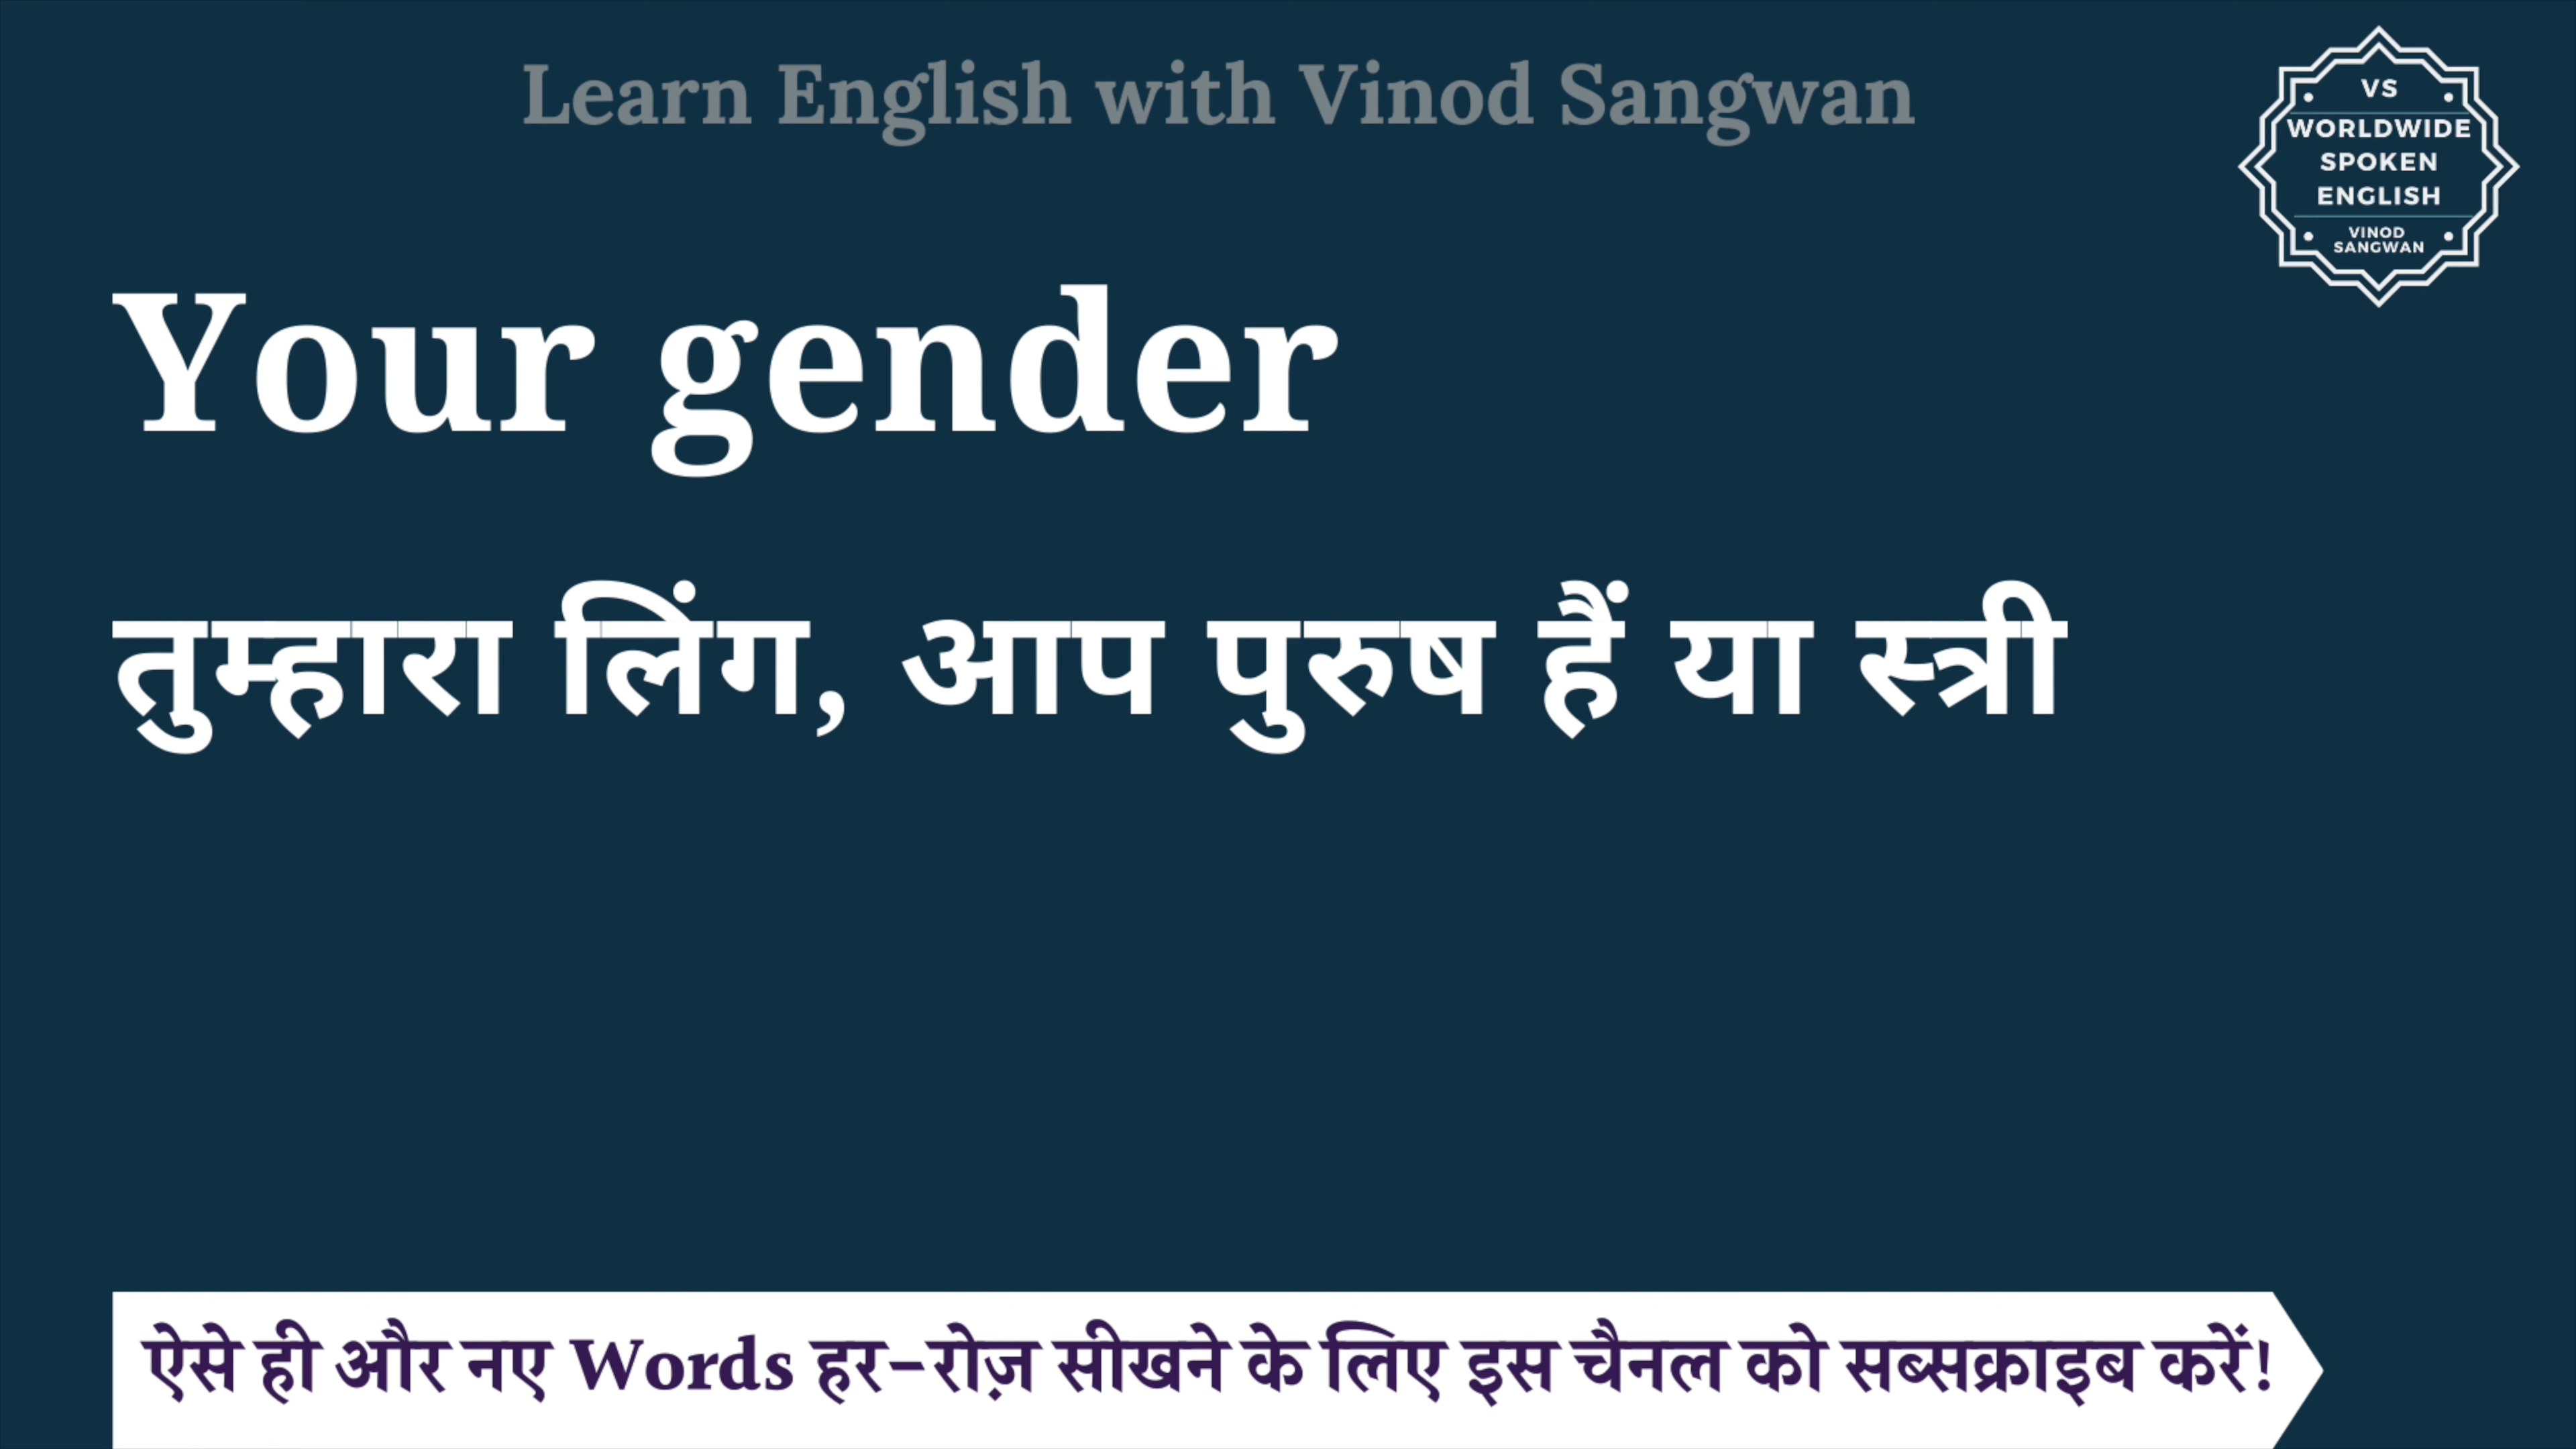 Learn English with Vinod Sangwan
VS
WORLDWIDE
SPOKEN
ENGLISH
VINOD
SANGWAN
Your gender
तुम्हारा लिंग, आप पुरुष हैं या स्त्री
ऐसे ही और नए Words हर-रोज़ सीखने के लिए इस चैनल को सब्सक्राइब करें!